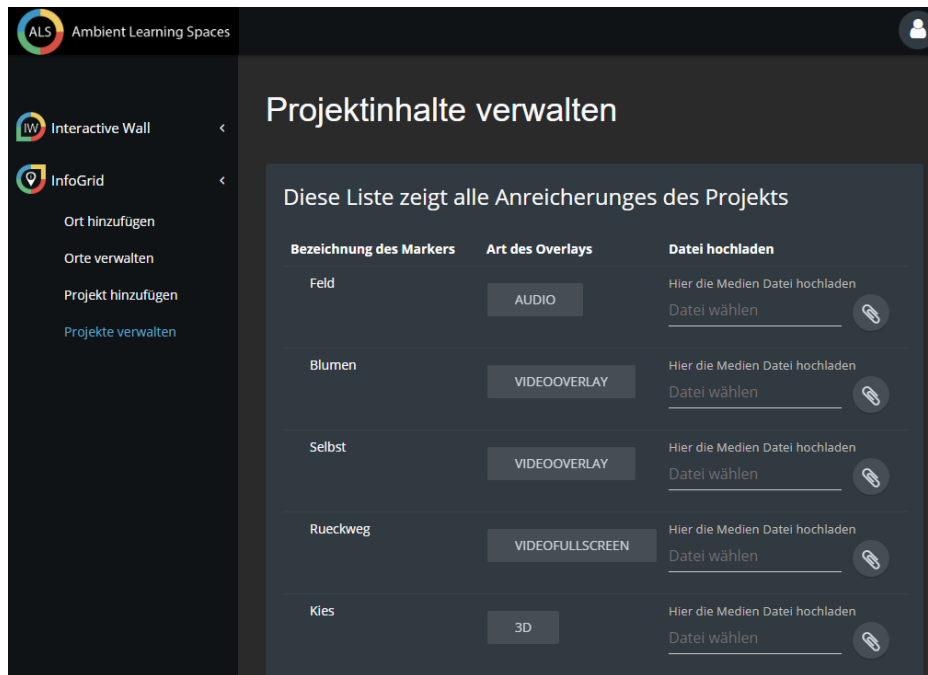 ALS Ambient Learning Spaces
IW Interactive Wall
InfoGrid
Ort hinzufügen
Orte verwalten
Projekt hinzufügen
Projekte verwalten
Projektinhalte verwalten
Diese Liste zeigt alle Anreicherunges des Projekts
Bezeichnung des Markers Art des Overlays Datei hochladen
Feld
AUDIO
Hier die Medien Datei hochladen
Datei wählen
Blumen
VIDEOOVERLAY
Hier die Medien Datei hochladen
Datei wählen
Selbst
VIDEOOVERLAY
Hier die Medien Datei hochladen
Datei wählen
Rueckweg
VIDEOFULLSCREEN
Hier die Medien Datei hochladen
Datei wählen
Kies
3D
Hier die Medien Datei hochladen
Datei wählen